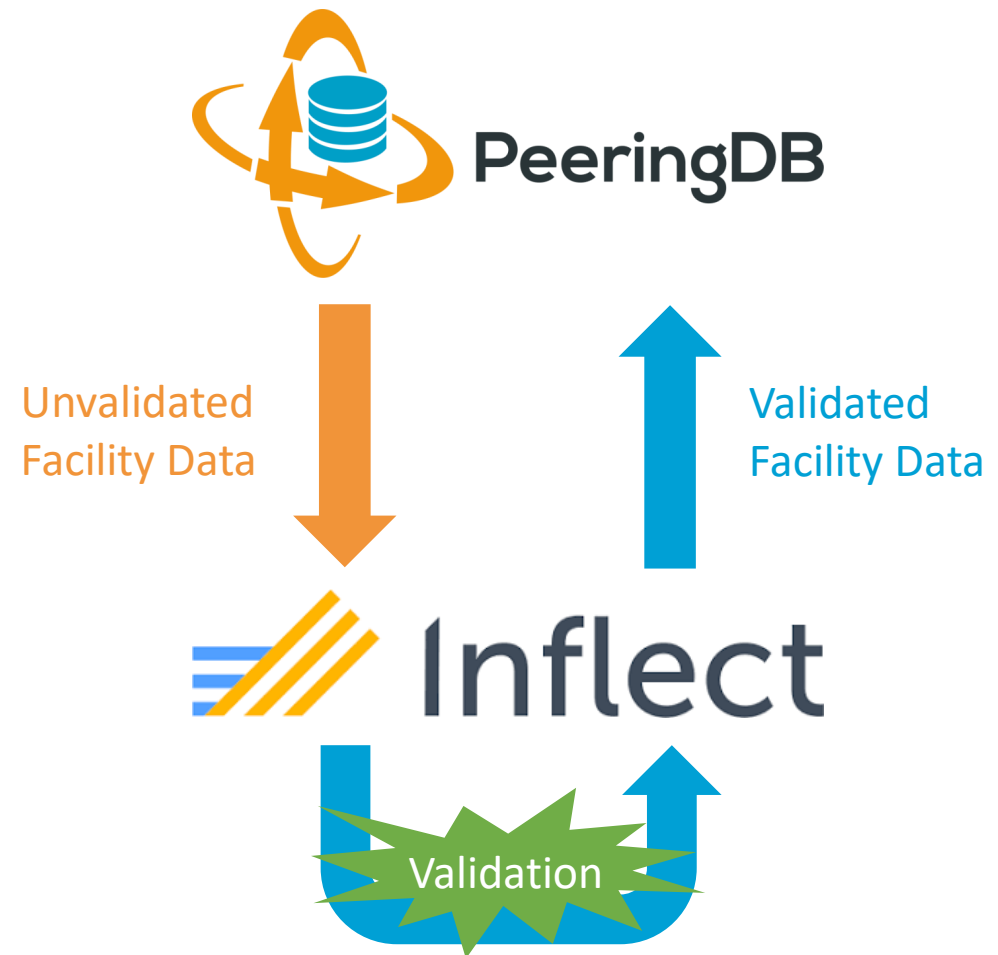 PeeringDB
Unvalidated
Facility Data
Validated
Facility Data
Inflect
Validation